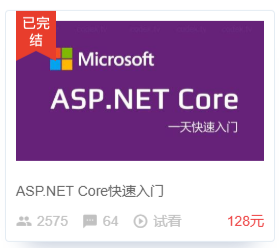 已完
结
Microsoft
ASP.NET Core
一天快速入门
ASP.NET Core快速入门
2575 64 试看 128元